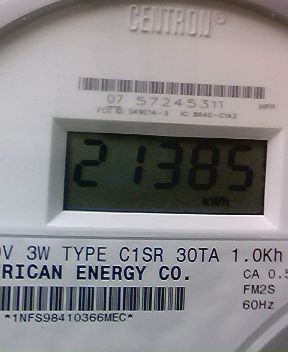 CENTRON®
07 57245311
21385
kWh
3W TYPE C1SR 30TA 1.0Kh
RICAN ENERGY CO.
CA 0.5
FM2S
60Hz
*1NFS98410366MEC*